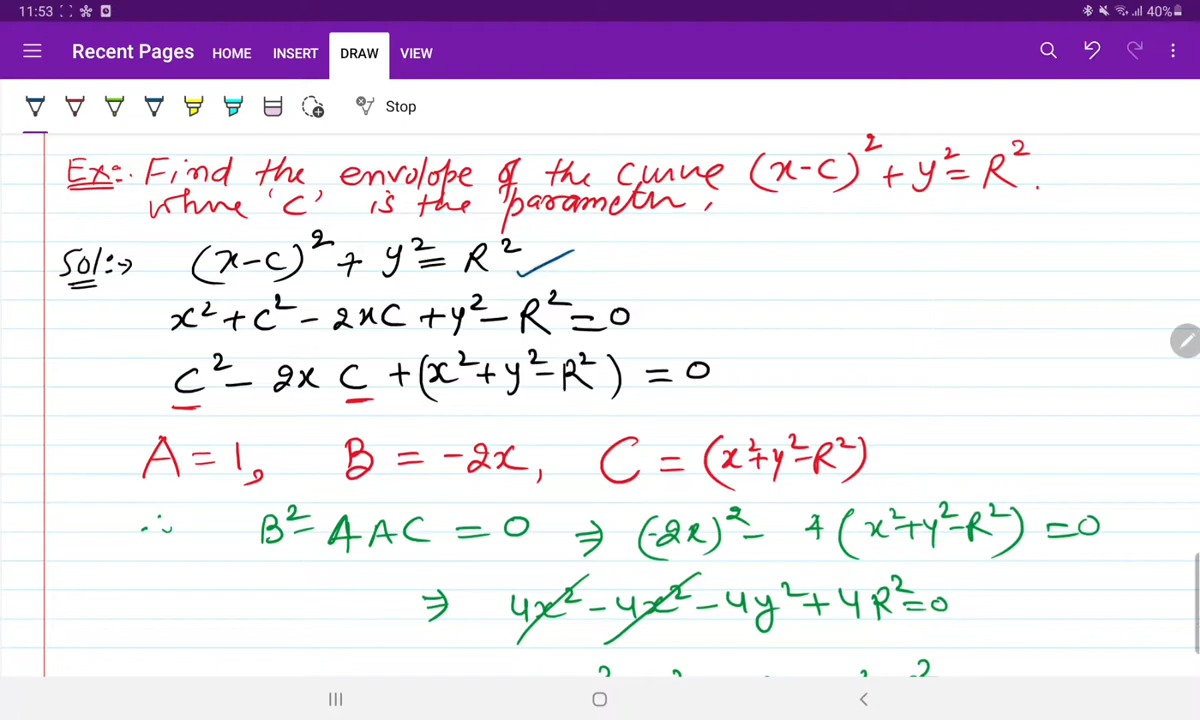 11:53 40%
Recent Pages HOME INSERT DRAW VIEW
Stop
Ex:- Find the envolope of the curve (x-c)² + y² = R².
where 'c' is the parameter,
Sol:→ (x-c)² + y² = R²
x² + c² - 2xc + y² - R² = 0
c² - 2x c + (x² + y² - R²) = 0
A = 1, B = -2x, C = (x² + y² - R²)
∴ B² - 4AC = 0 ⇒ (-2x)² - 4(x² + y² - R²) = 0
⇒ 4x² - 4x² - 4y² + 4R² = 0